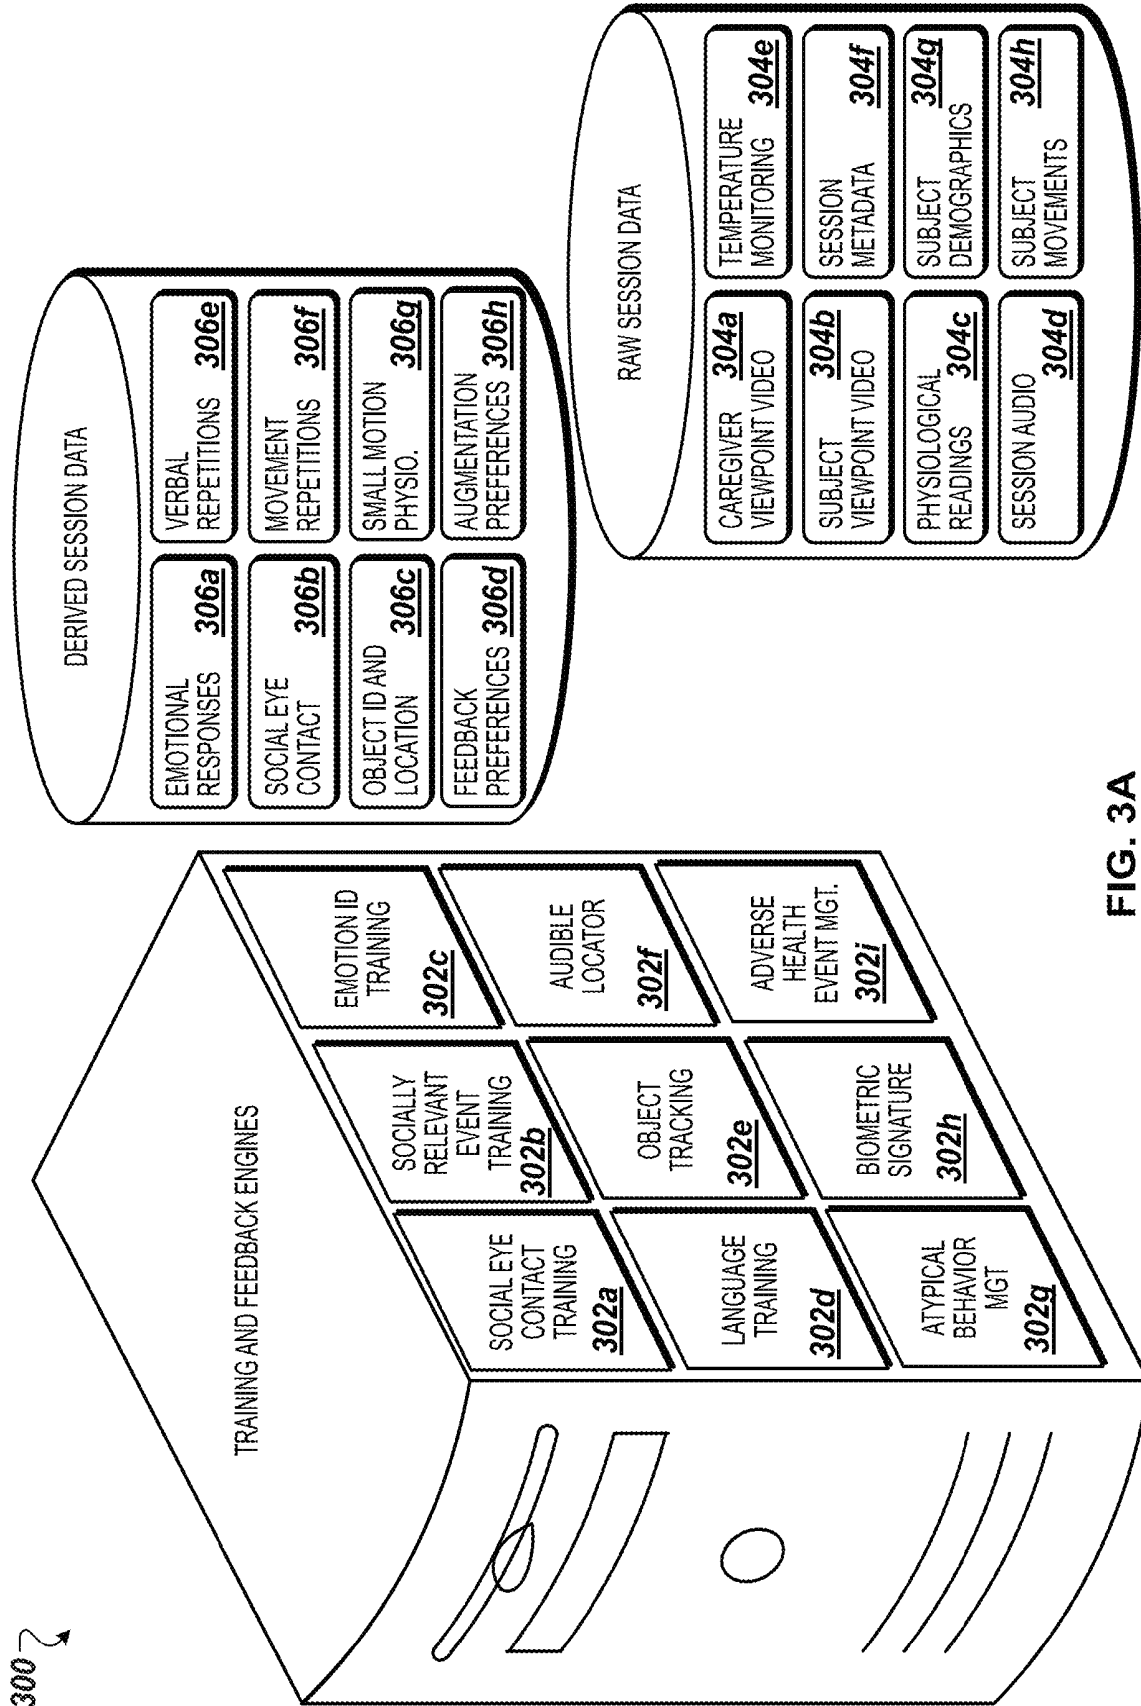 300
TRAINING AND FEEDBACK ENGINES
SOCIAL EYE
CONTACT
TRAINING
302a
SOCIALLY
RELEVANT
EVENT
TRAINING
302b
EMOTION ID
TRAINING
302c
LANGUAGE
TRAINING
302d
OBJECT
TRACKING
302e
AUDIBLE
LOCATOR
302f
ATYPICAL
BEHAVIOR
MGT
302g
BIOMETRIC
SIGNATURE
302h
ADVERSE
HEALTH
EVENT MGT.
302i
DERIVED SESSION DATA
EMOTIONAL
RESPONSES 306a
SOCIAL EYE
CONTACT 306b
OBJECT ID AND
LOCATION 306c
FEEDBACK
PREFERENCES 306d
VERBAL
REPETITIONS 306e
MOVEMENT
REPETITIONS 306f
SMALL MOTION
PHYSIO. 306g
AUGMENTATION
PREFERENCES 306h
RAW SESSION DATA
CAREGIVER 304a
VIEWPOINT VIDEO
SUBJECT 304b
VIEWPOINT VIDEO
PHYSIOLOGICAL
READINGS 304c
SESSION AUDIO
304d
TEMPERATURE
MONITORING 304e
SESSION
METADATA 304f
SUBJECT 304g
DEMOGRAPHICS
SUBJECT 304h
MOVEMENTS
FIG. 3A